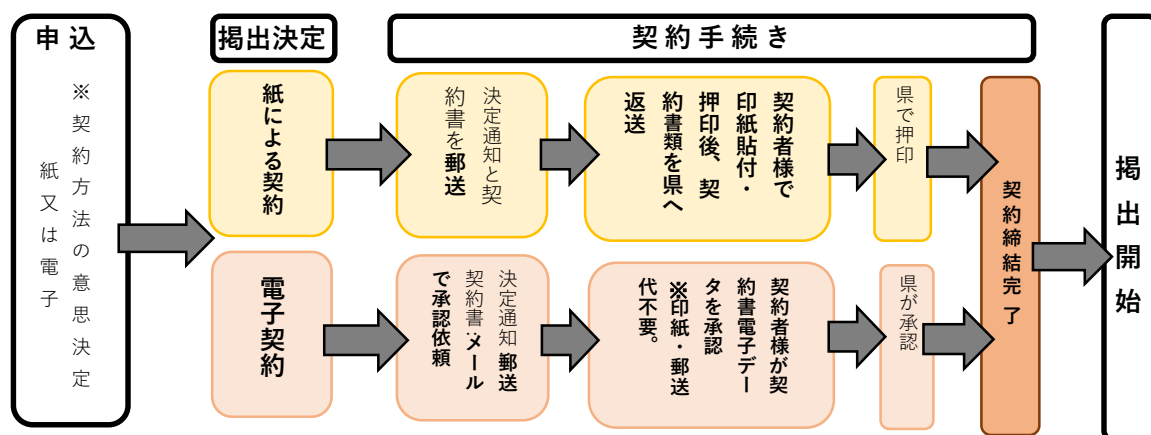 申込
※契約方法の意思決定
紙又は電子
掲出決定
契約手続き
紙による契約
決定通知と契
約書を郵送
契約者様で
印紙貼付・
押印後、契
約書類を県へ
返送
県で押印
電子契約
決定通知:郵送
契約書:メール
で承認依頼
契約者様が契
約書電子デー
タを承認
※印紙・郵送
代不要。
県が承認
契約締結完了
掲出開始